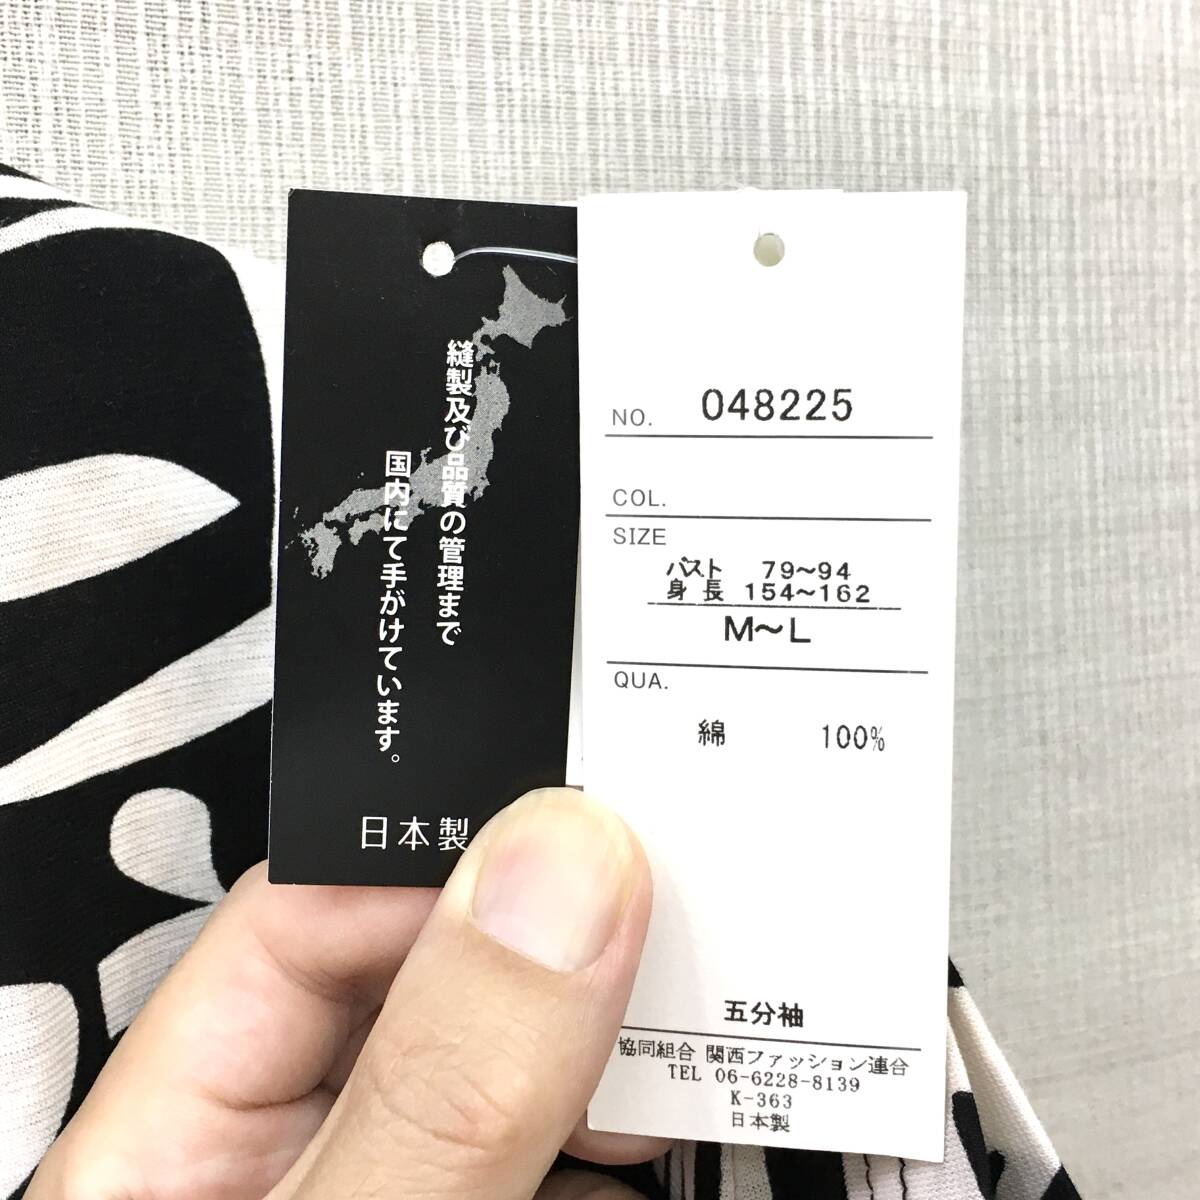 縫製及び品質の管理まで
国内にて手がけています。
日本製
NO. 048225
COL.
SIZE
バスト 79～94
身長 154～162
M～L
QUA.
綿 100%
五分袖
協同組合 関西ファッション連合
TEL 06-6228-8139
K-363
日本製